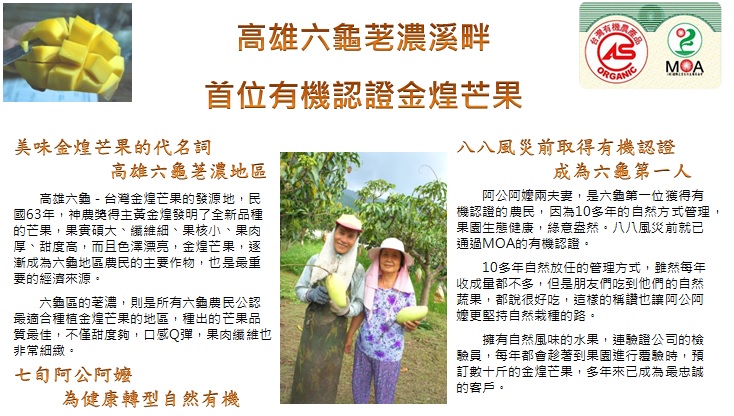 高雄六龜荖濃溪畔
首位有機認證金煌芒果
台灣有機農產品
ORGANIC
MOA
美味金煌芒果的代名詞
高雄六龜荖濃地區
高雄六龜－台灣金煌芒果的發源地，民
國63年，神農獎得主黃金煌發明了全新品種
的芒果，果實碩大、纖維細、果核小、果肉
厚、甜度高，而且色澤漂亮，金煌芒果，逐
漸成為六龜地區農民的主要作物，也是最重
要的經濟來源。
六龜區的荖濃，則是所有六龜農民公認
最適合種植金煌芒果的地區，種出的芒果品
質最佳，不僅甜度夠，口感Q彈，果肉纖維也
非常細緻。
七旬阿公阿嬤
為健康轉型自然有機
八八風災前取得有機認證
成為六龜第一人
阿公阿嬤兩夫妻，是六龜第一位獲得有
機認證的農民，因為10多年的自然方式管理，
果園生態健康，綠意盎然。八八風災前就已
通過MOA的有機認證。
10多年自然放任的管理方式，雖然每年
收成量都不多，但是朋友們吃到他們的自然
蔬果，都說很好吃，這樣的稱讚也讓阿公阿
嬤更堅持自然栽種的路。
擁有自然風味的水果，連驗證公司的檢
驗員，每年都會趁著到果園進行覆驗時，預
訂數十斤的金煌芒果，多年來已成為最忠誠
的客戶。